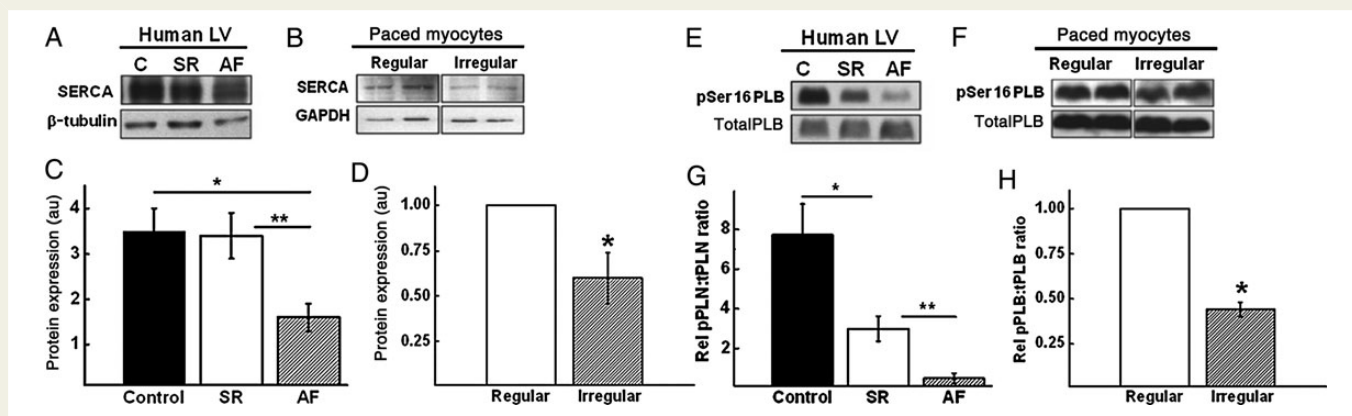 A
Human LV
C SR AF
SERCA
β-tubulin
B
Paced myocytes
Regular Irregular
SERCA
GAPDH
C
Protein expression (au)
4
3
2
1
*
**
Control SR AF
D
Protein expression (au)
1.00
0.75
0.50
0.25
*
Regular Irregular
E
Human LV
C SR AF
pSer16PLB
TotalPLB
F
Paced myocytes
Regular Irregular
pSer16PLB
TotalPLB
G
Rel pPLN:tPLN ratio
8
6
4
2
*
**
Control SR AF
H
Rel pPLB:tPLB ratio
1.00
0.75
0.50
0.25
*
Regular Irregular